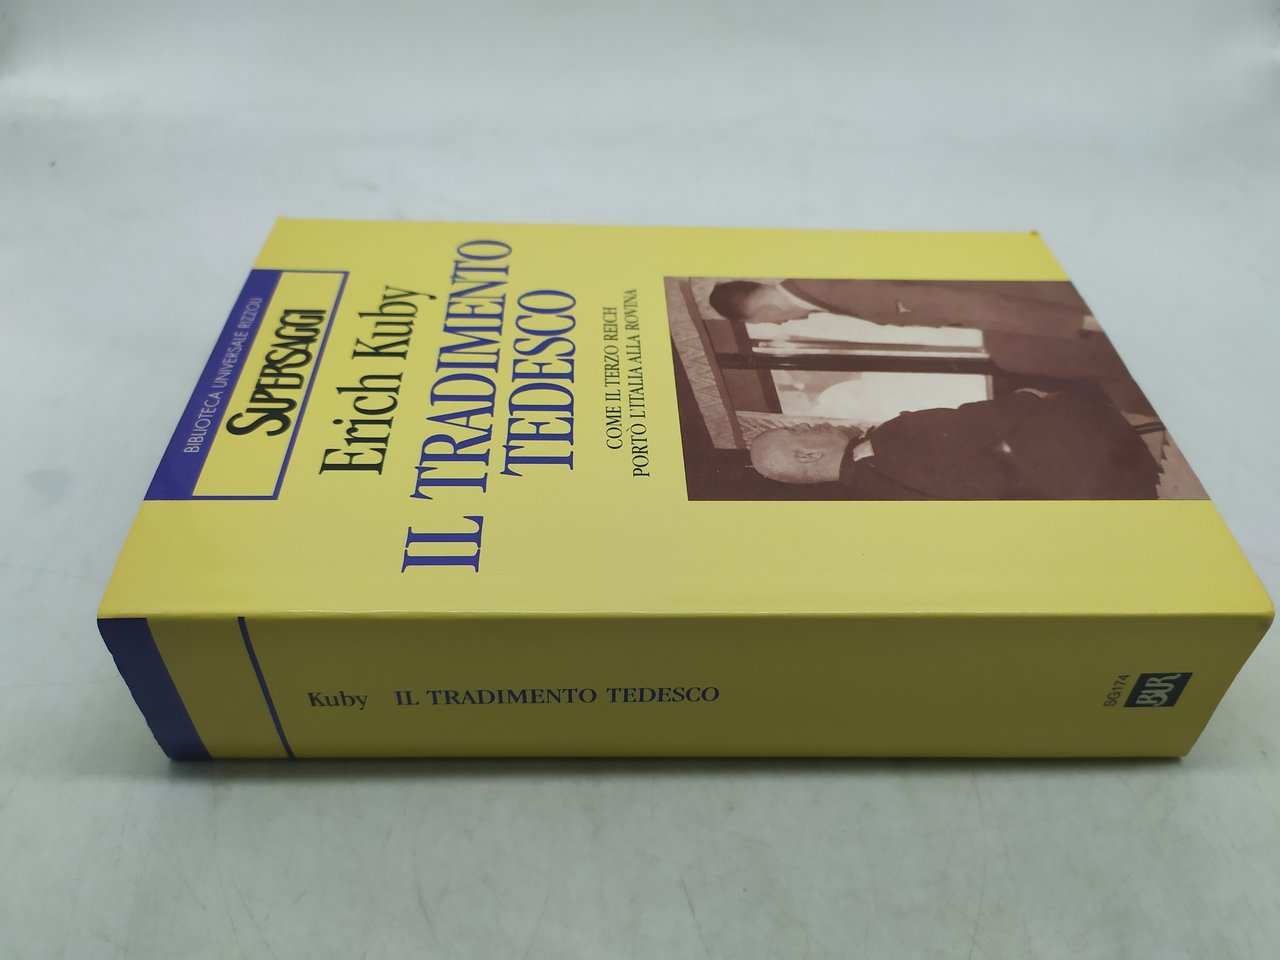 BIBLIOTECA UNIVERSALE RIZZOLI
SUPERSAGGI
Erich Kuby
IL TRADIMENTO
TEDESCO
COME IL TERZO REICH
PORTÒ L'ITALIA ALLA ROVINA
Kuby IL TRADIMENTO TEDESCO
SG174
BUR